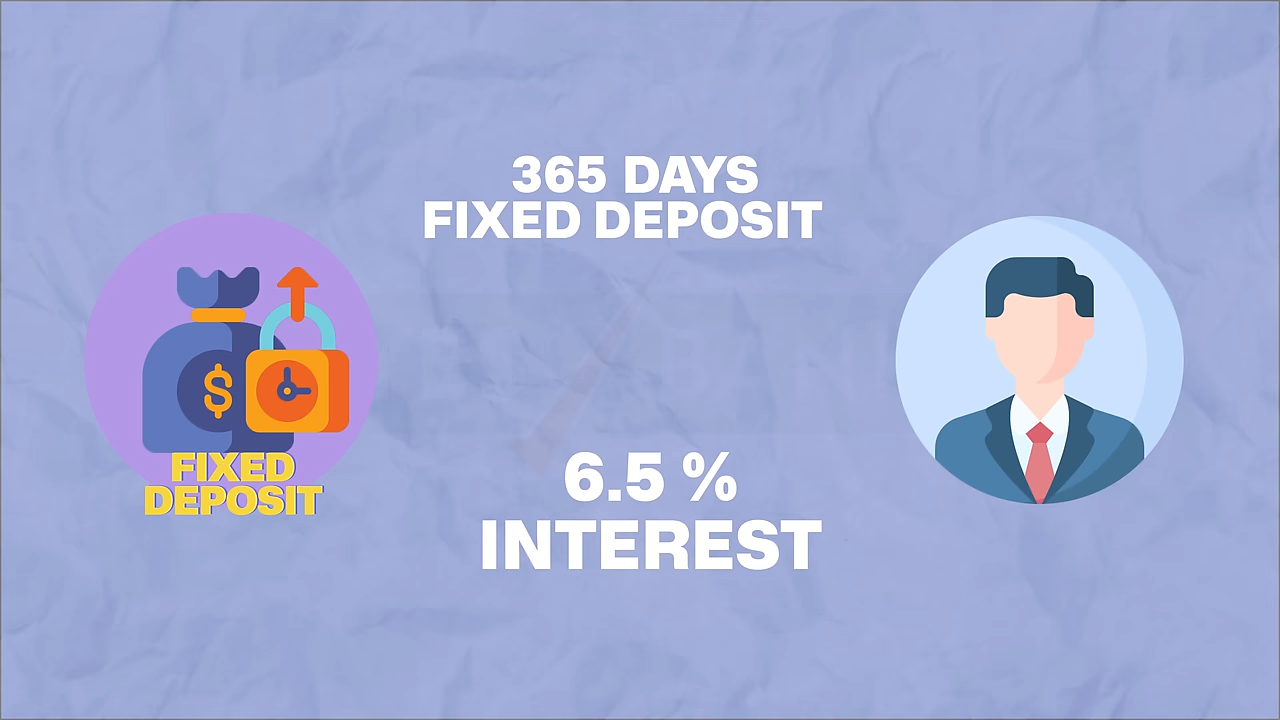 365 DAYS
FIXED DEPOSIT
$
FIXED
DEPOSIT
6.5 %
INTEREST